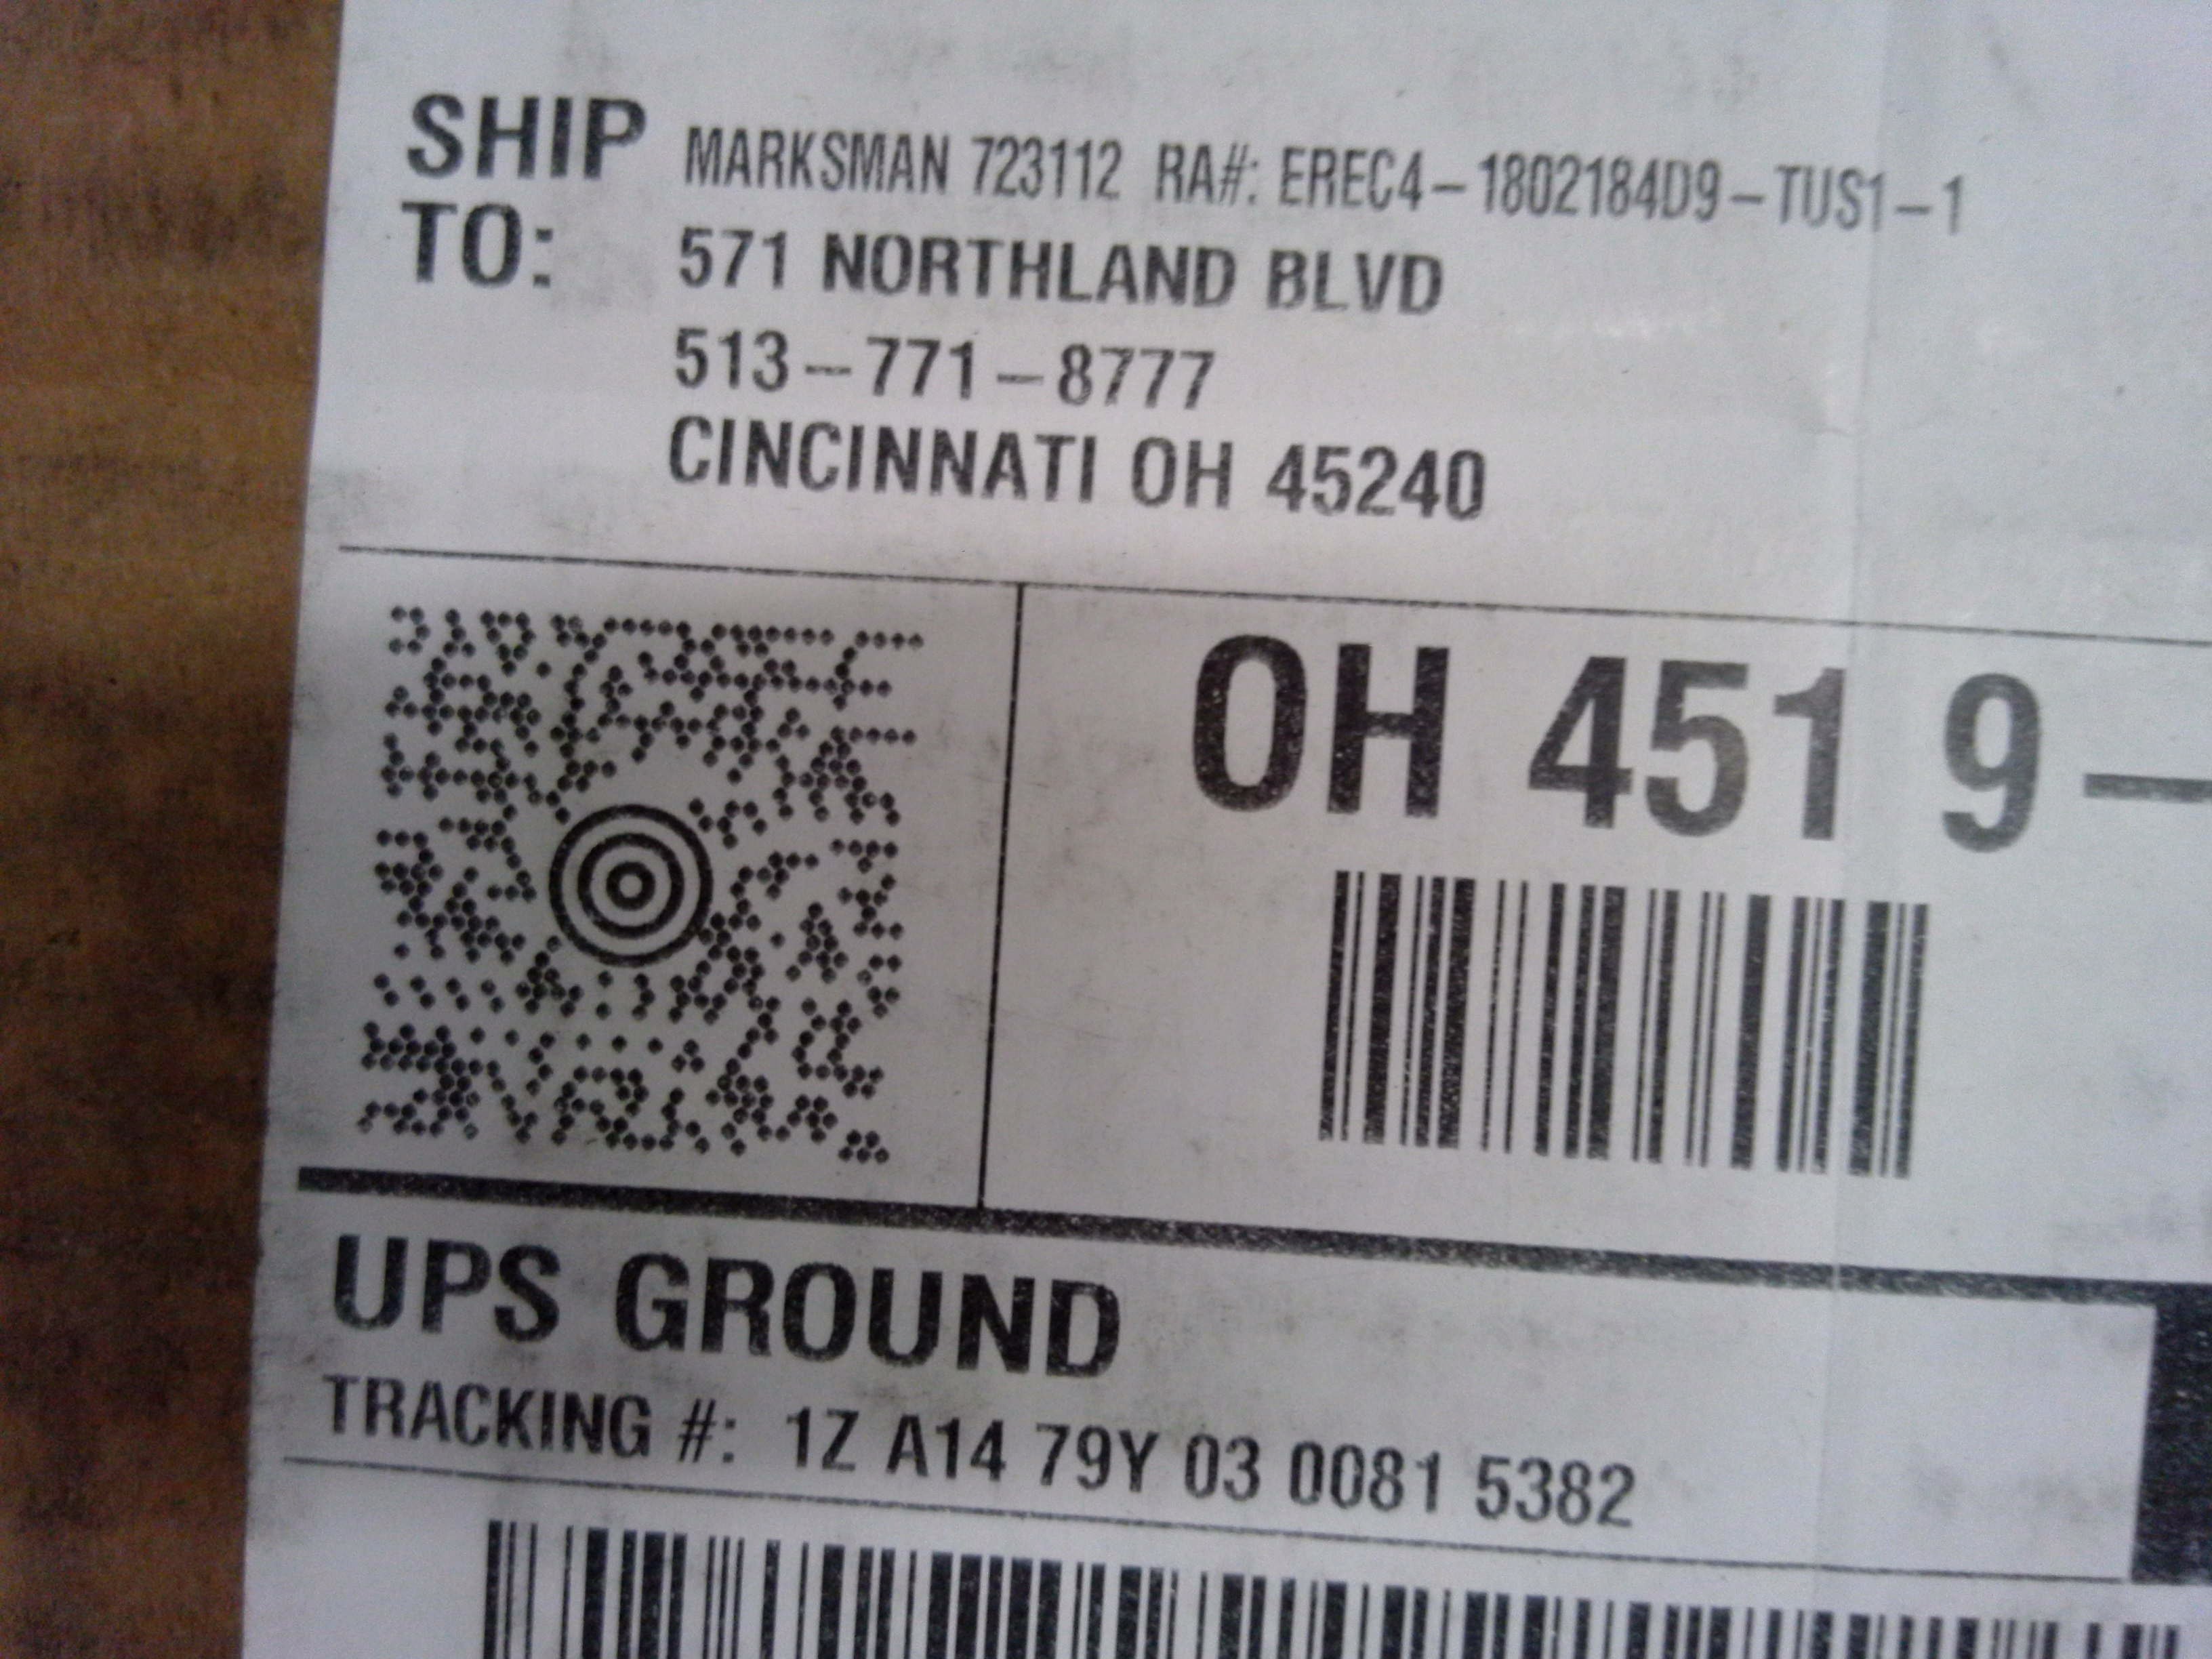 SHIP TO: MARKSMAN 723112 RA#: EREC4-1802184D9-TUS1-1
571 NORTHLAND BLVD
513-771-8777
CINCINNATI OH 45240
OH 451 9-
UPS GROUND
TRACKING #: 1Z A14 79Y 03 0081 5382